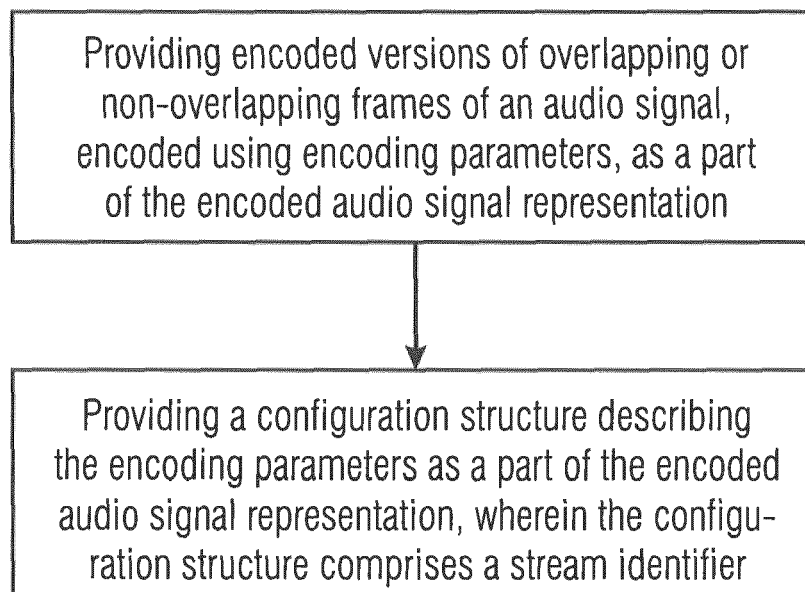 Providing encoded versions of overlapping or
non-overlapping frames of an audio signal,
encoded using encoding parameters, as a part
of the encoded audio signal representation
Providing a configuration structure describing
the encoding parameters as a part of the encoded
audio signal representation, wherein the configu-
ration structure comprises a stream identifier